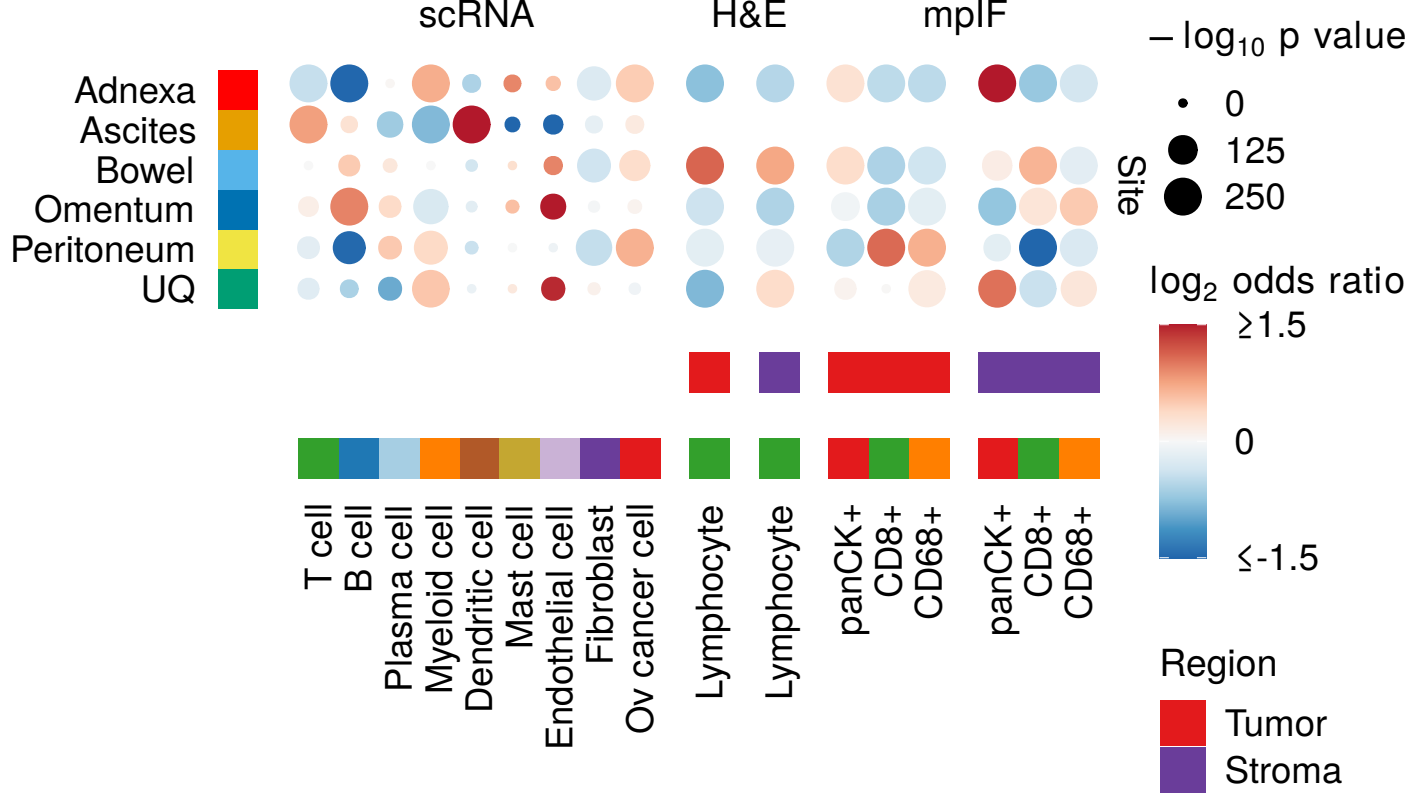 scRNA H&E mpIF
Adnexa
Ascites
Bowel
Omentum
Peritoneum
UQ
T cell
B cell
Plasma cell
Myeloid cell
Dendritic cell
Mast cell
Endothelial cell
Fibroblast
Ov cancer cell
Lymphocyte
Lymphocyte
panCK+
CD8+
CD68+
panCK+
CD8+
CD68+
Site
− log₁₀ p value
0
125
250
log₂ odds ratio
≥1.5
0
≤-1.5
Region
Tumor
Stroma